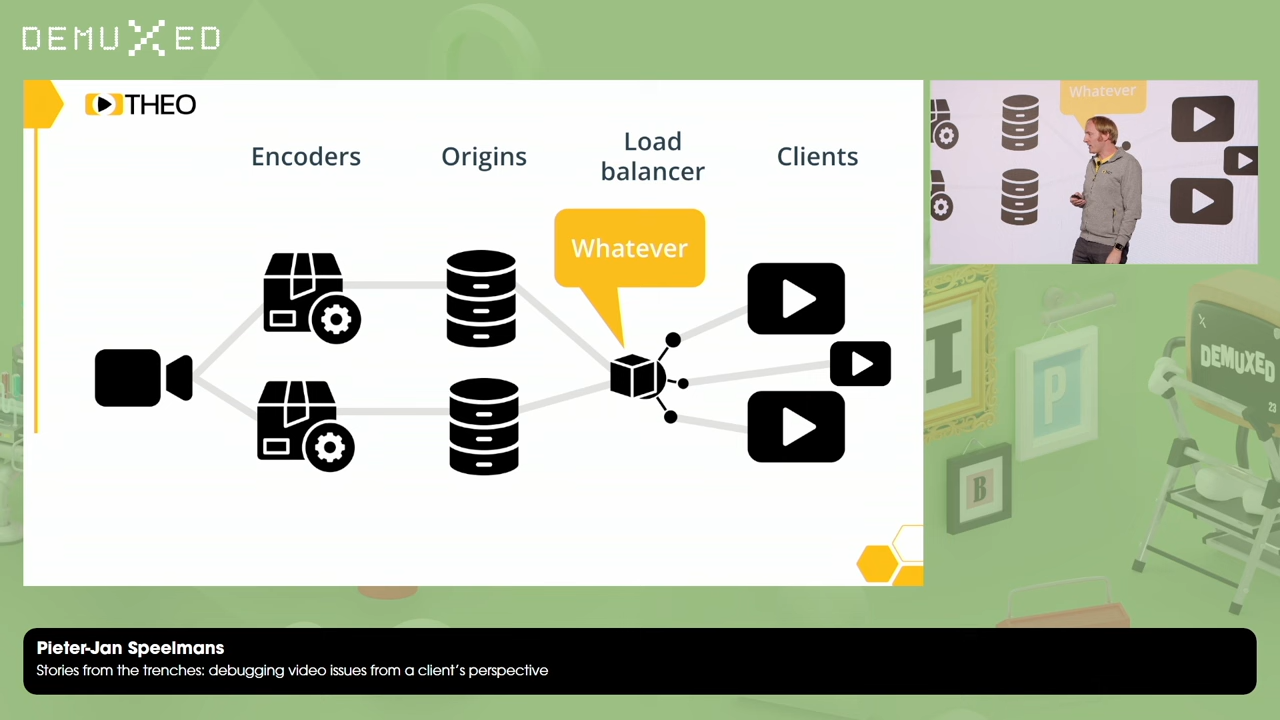 DEMUXED
THEO
Encoders
Origins
Load
balancer
Clients
Whatever
Whatever
I
P
B
DEMUXED
23
Pieter-Jan Speelmans
Stories from the trenches: debugging video issues from a client's perspective